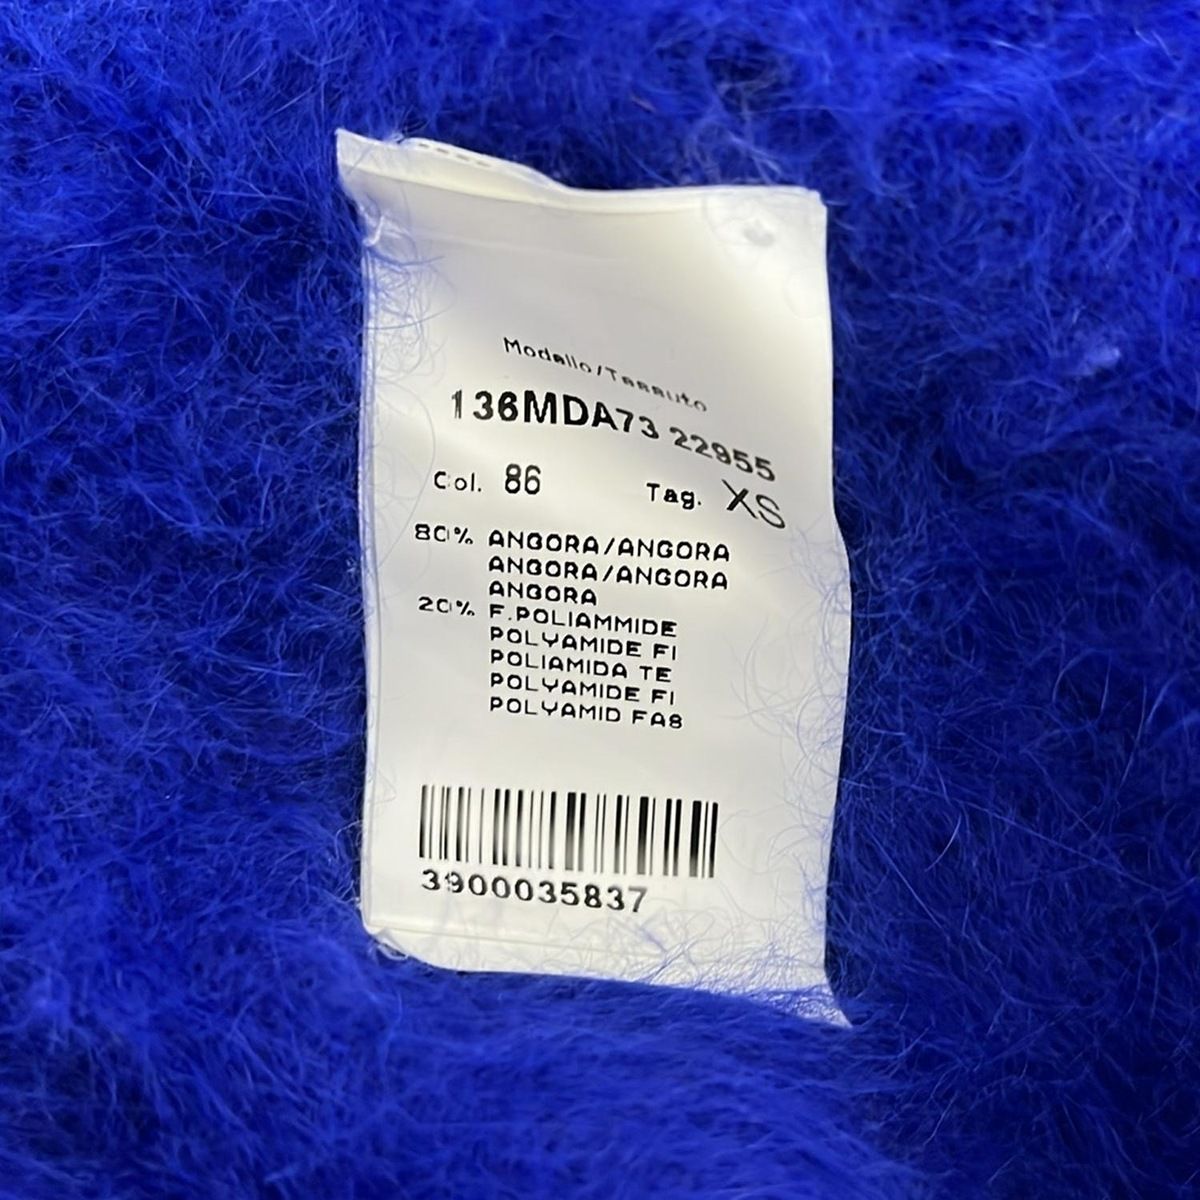 Modello/Tessuto
136MDA73 22955
Col. 86 Tag. XS
80% ANGORA/ANGORA
ANGORA/ANGORA
ANGORA
20% F.POLIAMMIDE
POLYAMIDE FI
POLIAMIDA TE
POLYAMIDE FI
POLYAMID FAS
3900035837